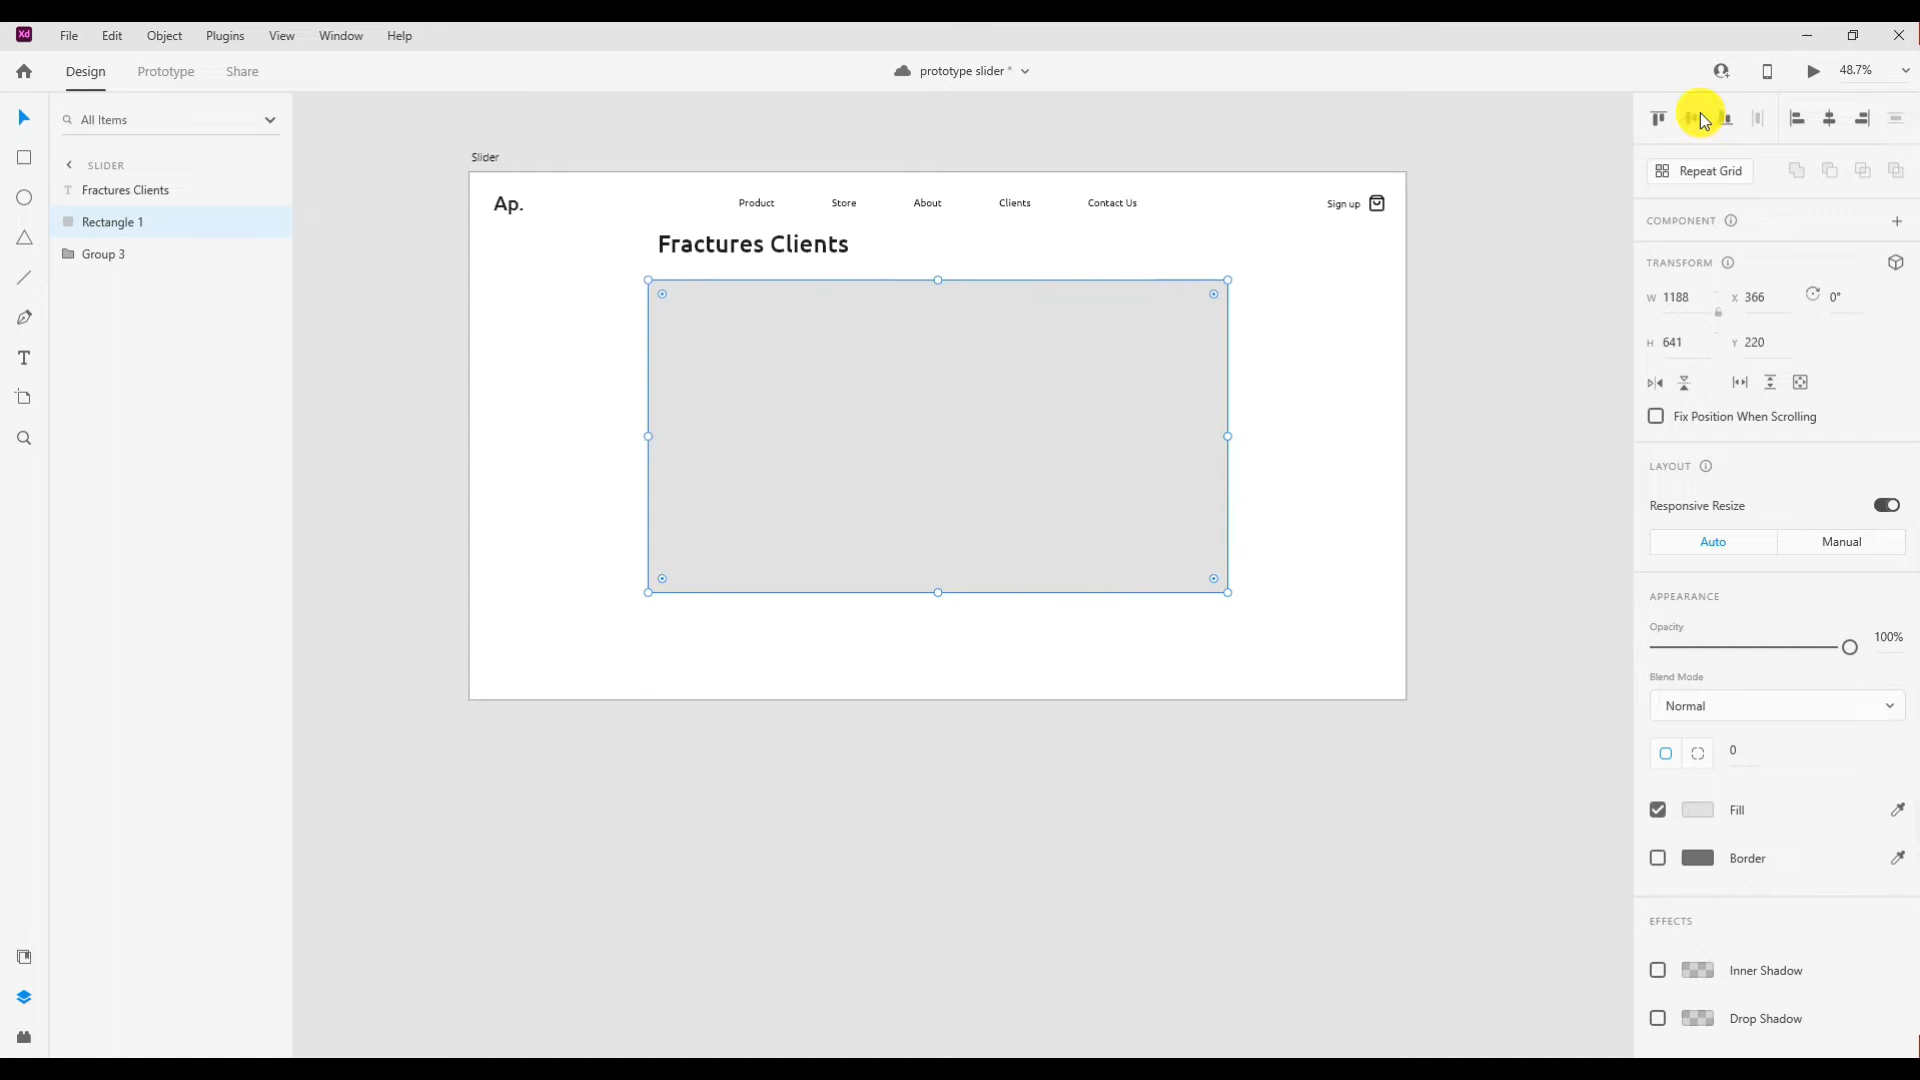 Xd File Edit Object Plugins View Window Help
Design Prototype Share prototype slider * 48.7%
All Items
SLIDER
Fractures Clients
Rectangle 1
Group 3
Slider
Ap. Product Store About Clients Contact Us Sign up
Fractures Clients
Repeat Grid
COMPONENT
TRANSFORM
W 1188 X 366 0°
H 641 Y 220
Fix Position When Scrolling
LAYOUT
Responsive Resize
Auto Manual
APPEARANCE
Opacity
100%
Blend Mode
Normal
0
Fill
Border
EFFECTS
Inner Shadow
Drop Shadow